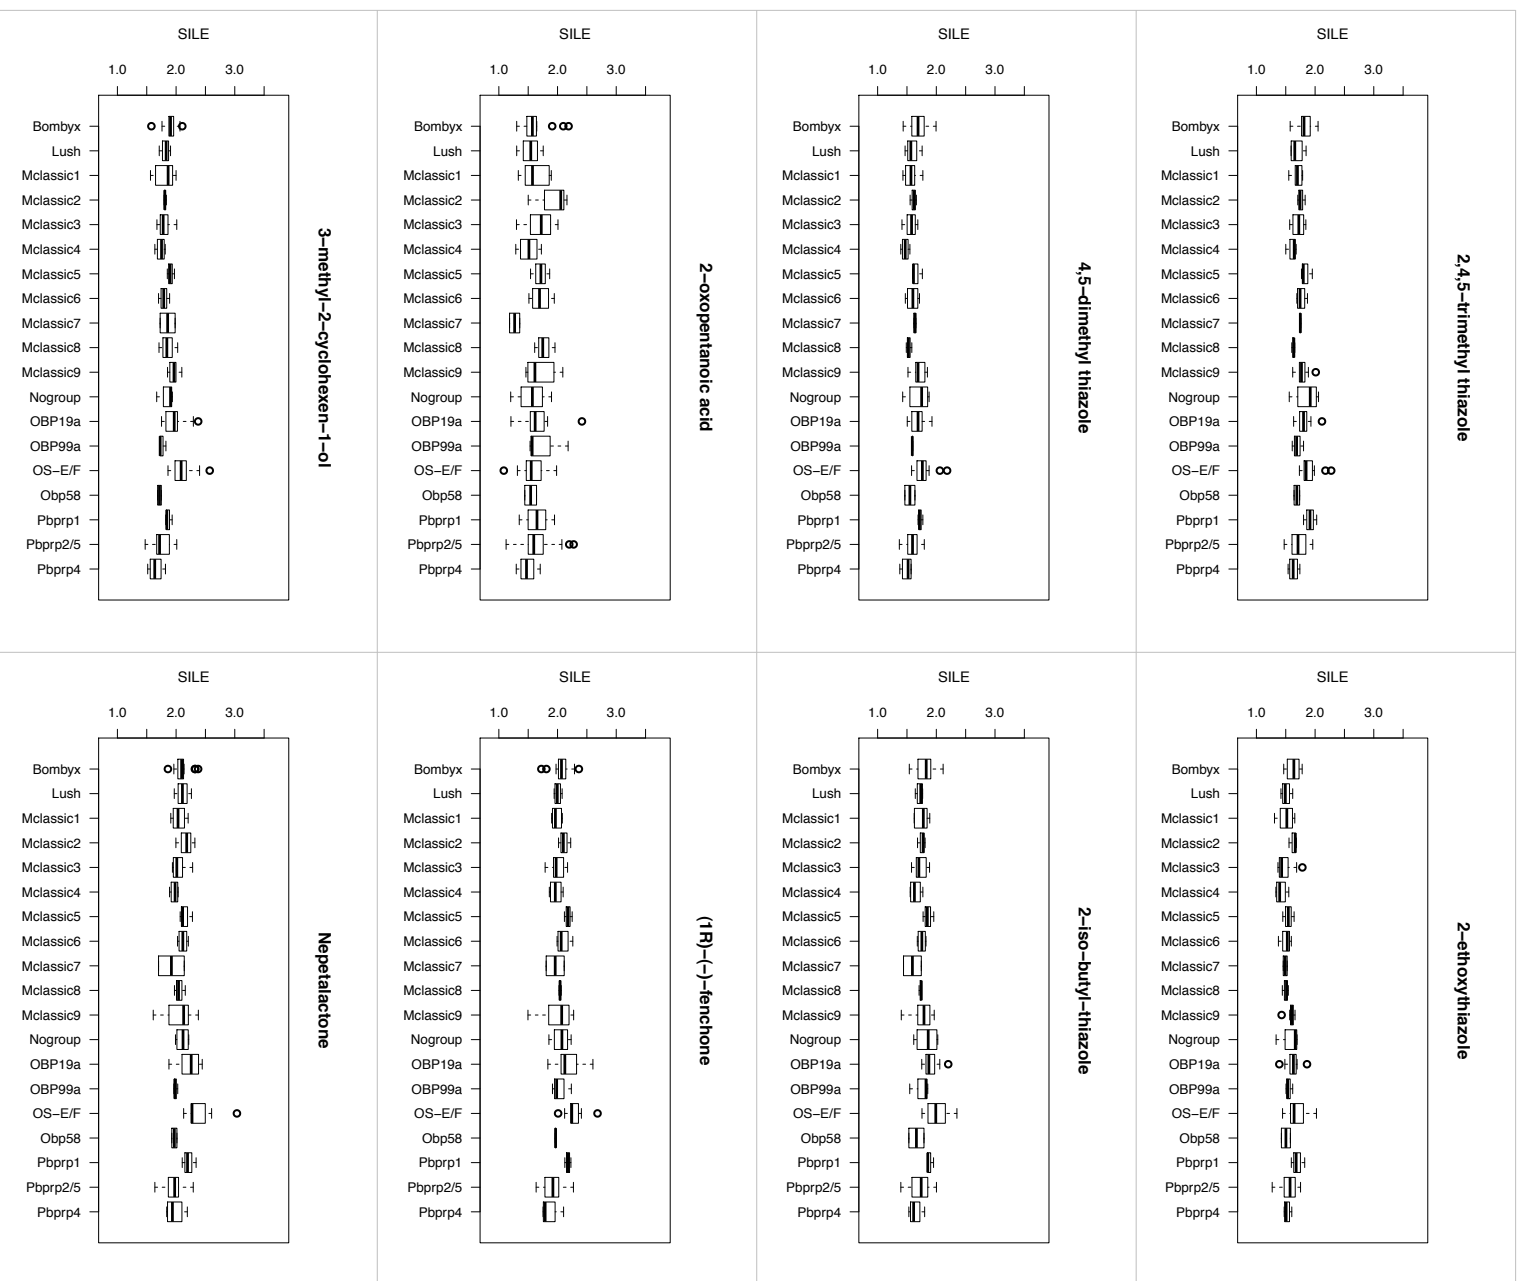 SILE
1.0 2.0 3.0
Bombyx
Lush
Mclassic1
Mclassic2
Mclassic3
Mclassic4
Mclassic5
Mclassic6
Mclassic7
Mclassic8
Mclassic9
Nogroup
OBP19a
OBP99a
OS−E/F
Obp58
Pbprp1
Pbprp2/5
Pbprp4
3−methyl−2−cyclohexen−1−ol
SILE
1.0 2.0 3.0
Bombyx
Lush
Mclassic1
Mclassic2
Mclassic3
Mclassic4
Mclassic5
Mclassic6
Mclassic7
Mclassic8
Mclassic9
Nogroup
OBP19a
OBP99a
OS−E/F
Obp58
Pbprp1
Pbprp2/5
Pbprp4
2−oxopentanoic acid
SILE
1.0 2.0 3.0
Bombyx
Lush
Mclassic1
Mclassic2
Mclassic3
Mclassic4
Mclassic5
Mclassic6
Mclassic7
Mclassic8
Mclassic9
Nogroup
OBP19a
OBP99a
OS−E/F
Obp58
Pbprp1
Pbprp2/5
Pbprp4
4,5−dimethyl thiazole
SILE
1.0 2.0 3.0
Bombyx
Lush
Mclassic1
Mclassic2
Mclassic3
Mclassic4
Mclassic5
Mclassic6
Mclassic7
Mclassic8
Mclassic9
Nogroup
OBP19a
OBP99a
OS−E/F
Obp58
Pbprp1
Pbprp2/5
Pbprp4
2,4,5−trimethyl thiazole
SILE
1.0 2.0 3.0
Bombyx
Lush
Mclassic1
Mclassic2
Mclassic3
Mclassic4
Mclassic5
Mclassic6
Mclassic7
Mclassic8
Mclassic9
Nogroup
OBP19a
OBP99a
OS−E/F
Obp58
Pbprp1
Pbprp2/5
Pbprp4
Nepetalactone
SILE
1.0 2.0 3.0
Bombyx
Lush
Mclassic1
Mclassic2
Mclassic3
Mclassic4
Mclassic5
Mclassic6
Mclassic7
Mclassic8
Mclassic9
Nogroup
OBP19a
OBP99a
OS−E/F
Obp58
Pbprp1
Pbprp2/5
Pbprp4
(1R)−(−)−fenchone
SILE
1.0 2.0 3.0
Bombyx
Lush
Mclassic1
Mclassic2
Mclassic3
Mclassic4
Mclassic5
Mclassic6
Mclassic7
Mclassic8
Mclassic9
Nogroup
OBP19a
OBP99a
OS−E/F
Obp58
Pbprp1
Pbprp2/5
Pbprp4
2−iso−butyl−thiazole
SILE
1.0 2.0 3.0
Bombyx
Lush
Mclassic1
Mclassic2
Mclassic3
Mclassic4
Mclassic5
Mclassic6
Mclassic7
Mclassic8
Mclassic9
Nogroup
OBP19a
OBP99a
OS−E/F
Obp58
Pbprp1
Pbprp2/5
Pbprp4
2−ethoxythiazole